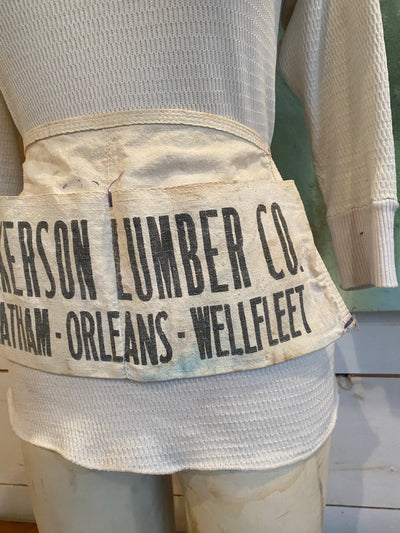 KERSON LUMBER CO.
ATHAM - ORLEANS - WELLFLEET